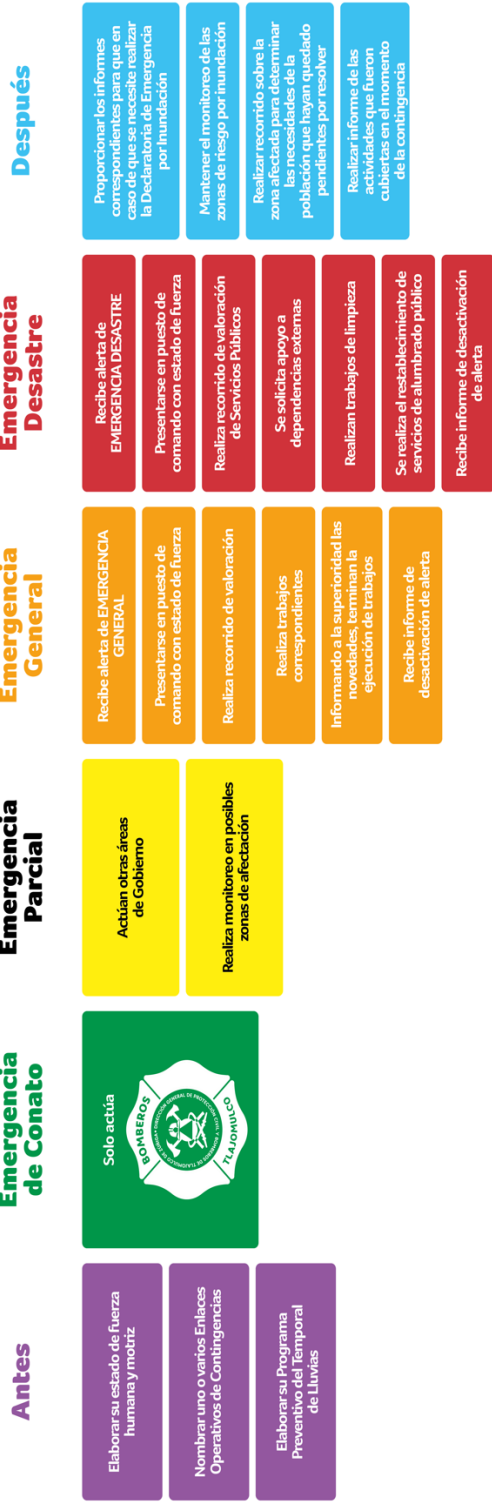 Antes
Elaborar su estado de fuerza
humana y motriz
Nombrar uno o varios Enlaces
Operativos de Contingencias
Elaborar su Programa
Preventivo del Temporal
de Lluvias
Emergencia
de Conato
Solo actúa
BOMBEROS
DIRECCIÓN GENERAL DE PROTECCIÓN CIVIL Y BOMBEROS DE TLAJOMULCO DE ZÚÑIGA
TLAJOMULCO
Emergencia
Parcial
Actúan otras áreas
de Gobierno
Realiza monitoreo en posibles
zonas de afectación
Emergencia
General
Recibe alerta de EMERGENCIA
GENERAL
Presentarse en puesto de
comando con estado de fuerza
Realiza recorrido de valoración
Realiza trabajos
correspondientes
Informando a la superioridad las
novedades, terminan la
ejecución de trabajos
Recibe informe de
desactivación de alerta
Emergencia
Desastre
Recibe alerta de
EMERGENCIA DESASTRE
Presentarse en puesto de
comando con estado de fuerza
Realiza recorrido de valoración
de Servicios Públicos
Se solicita apoyo a
dependencias externas
Realizan trabajos de limpieza
Se realiza el restablecimiento de
servicios de alumbrado público
Recibe informe de desactivación
de alerta
Después
Proporcionar los informes
correspondientes para que en
caso de que se necesite realizar
la Declaratoria de Emergencia
por Inundación
Mantener el monitoreo de las
zonas de riesgo por inundación
Realizar recorrido sobre la
zona afectada para determinar
las necesidades de la
población que hayan quedado
pendientes por resolver
Realizar informe de las
actividades que fueron
cubiertas en el momento
de la contingencia